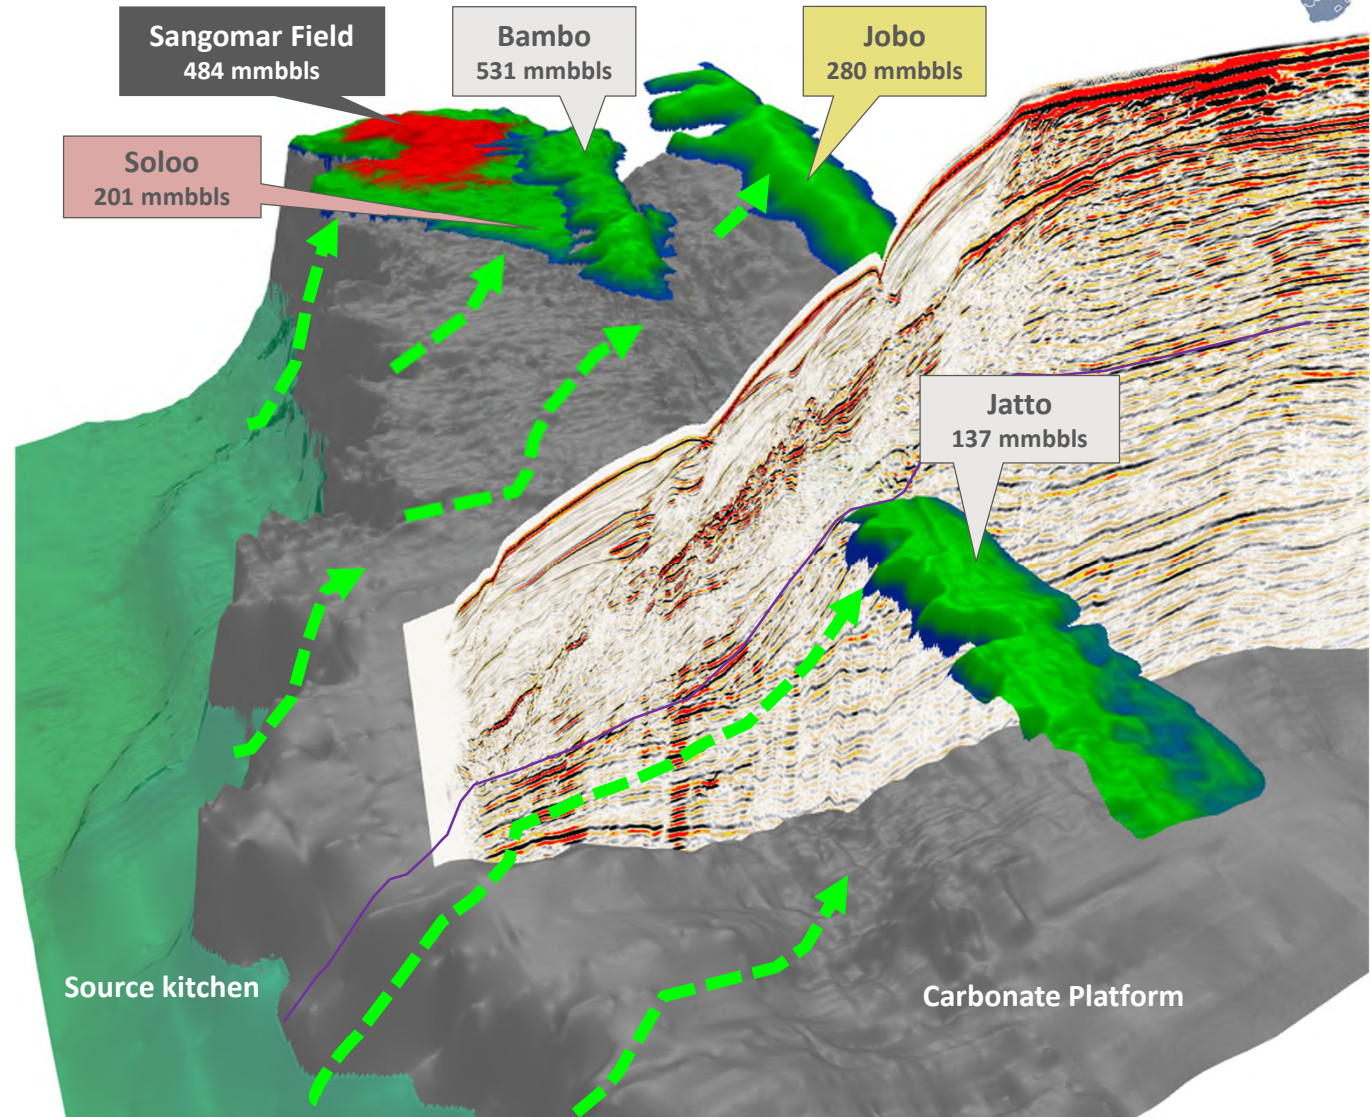 Sangomar Field
484 mmbbls
Bambo
531 mmbbls
Jobo
280 mmbbls
Soloo
201 mmbbls
Jatto
137 mmbbls
Source kitchen
Carbonate Platform